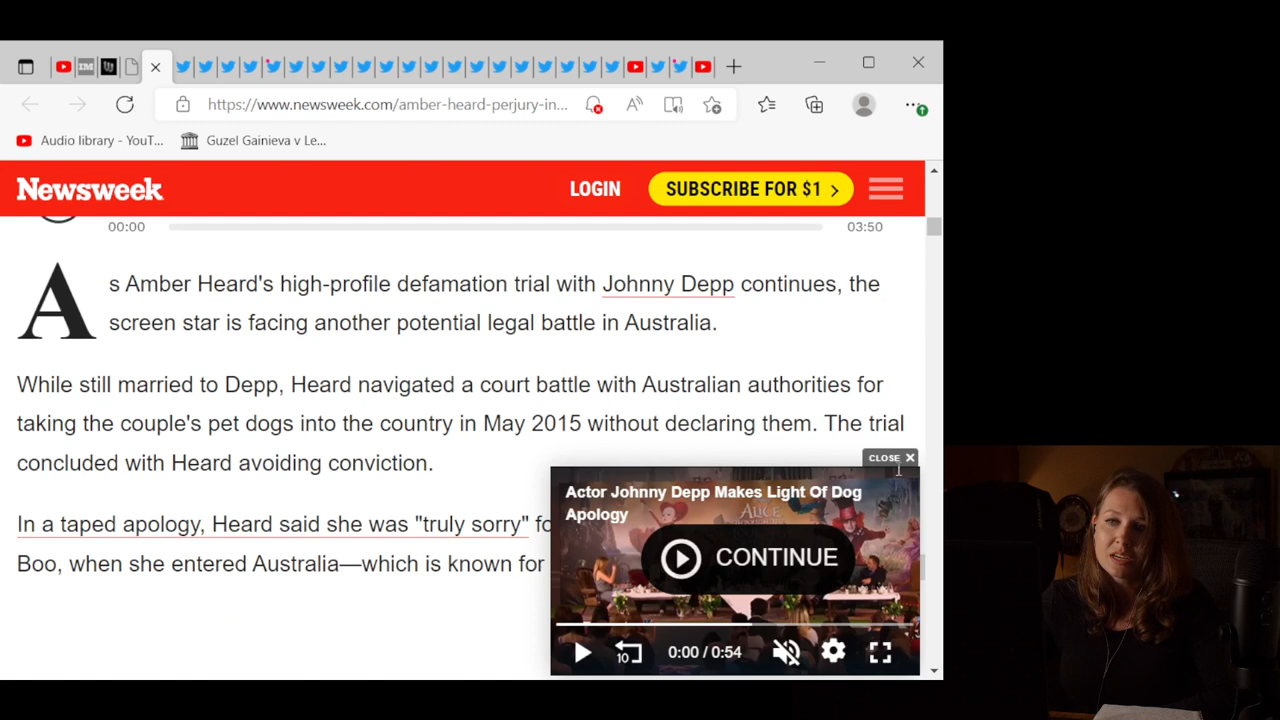 https://www.newsweek.com/amber-heard-perjury-in...
Audio library - YouT...
Guzel Gainieva v Le...
Newsweek
LOGIN
SUBSCRIBE FOR $1
00:00
03:50
As Amber Heard's high-profile defamation trial with Johnny Depp continues, the
screen star is facing another potential legal battle in Australia.
While still married to Depp, Heard navigated a court battle with Australian authorities for
taking the couple's pet dogs into the country in May 2015 without declaring them. The trial
concluded with Heard avoiding conviction.
In a taped apology, Heard said she was "truly sorry" fo
Boo, when she entered Australia—which is known for
CLOSE
Actor Johnny Depp Makes Light Of Dog
Apology
ALICE
CONTINUE
10
0:00 / 0:54